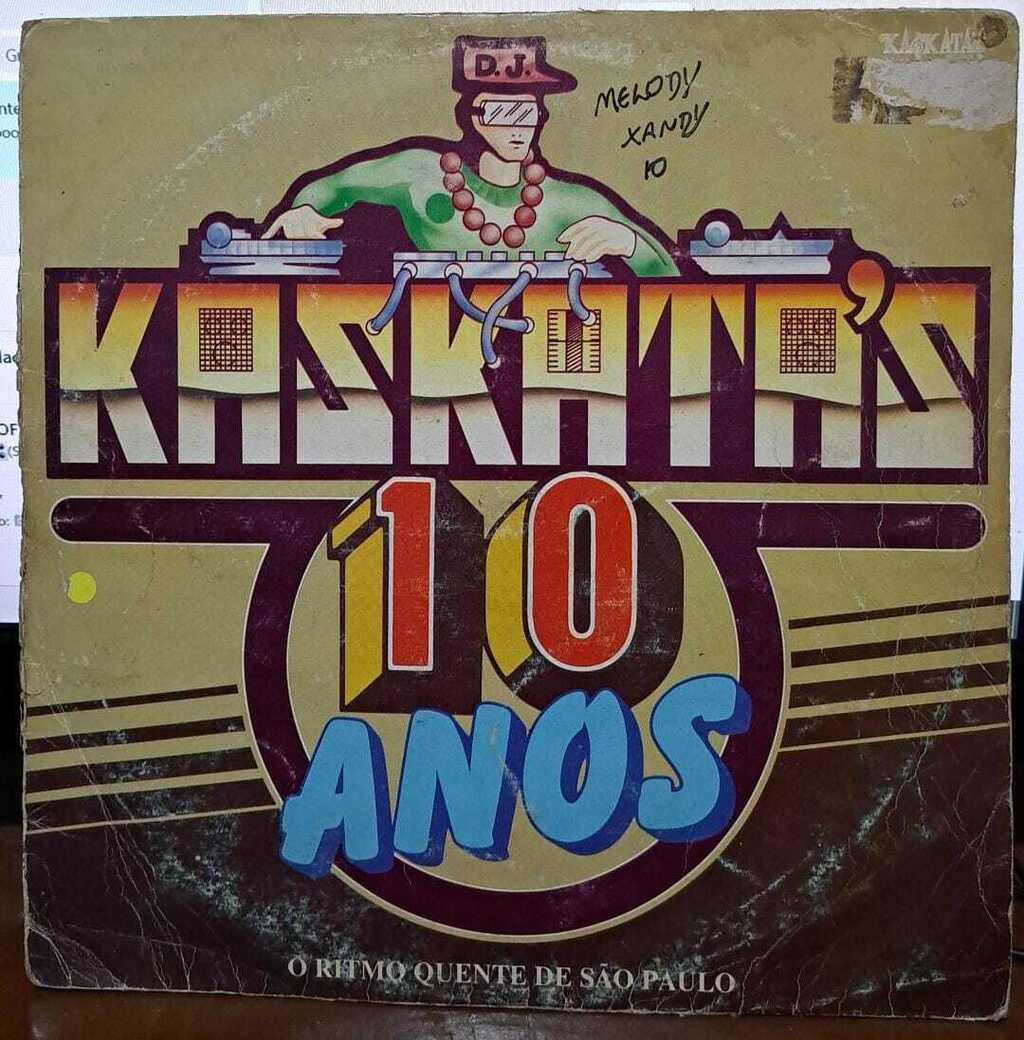 D.J.
MELODY
XANDY
10
KASKATA'S
KASKATA'S
10
ANOS
O RITMO QUENTE DE SÃO PAULO